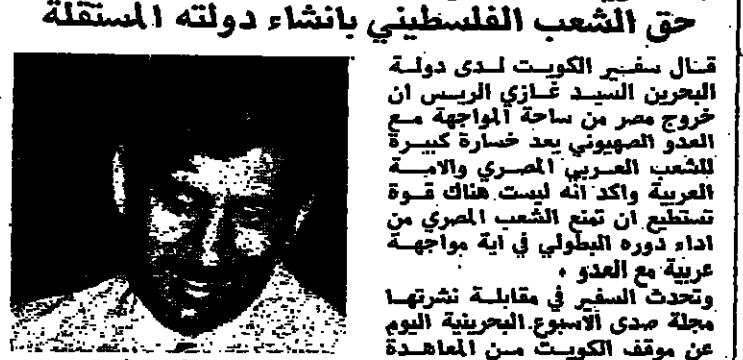 حق الشعب الفلسطيني بانشاء دولته المستقلة
قال سفير الكويت لدى دولة
البحرين السيد غازي الريس ان
خروج مصر من ساحة المواجهة مع
العدو الصهيوني يعد خسارة كبيرة
للشعب العربي المصري والامة
العربية واكد انه ليست هناك قوة
تستطيع ان تمنع الشعب المصري من
اداء دوره البطولي في اية مواجهة
عربية مع العدو .
وتحدث السفير في مقابلة نشرتها
مجلة صدى الاسبوع البحرينية اليوم
عن موقف الكويت من المعاهدة